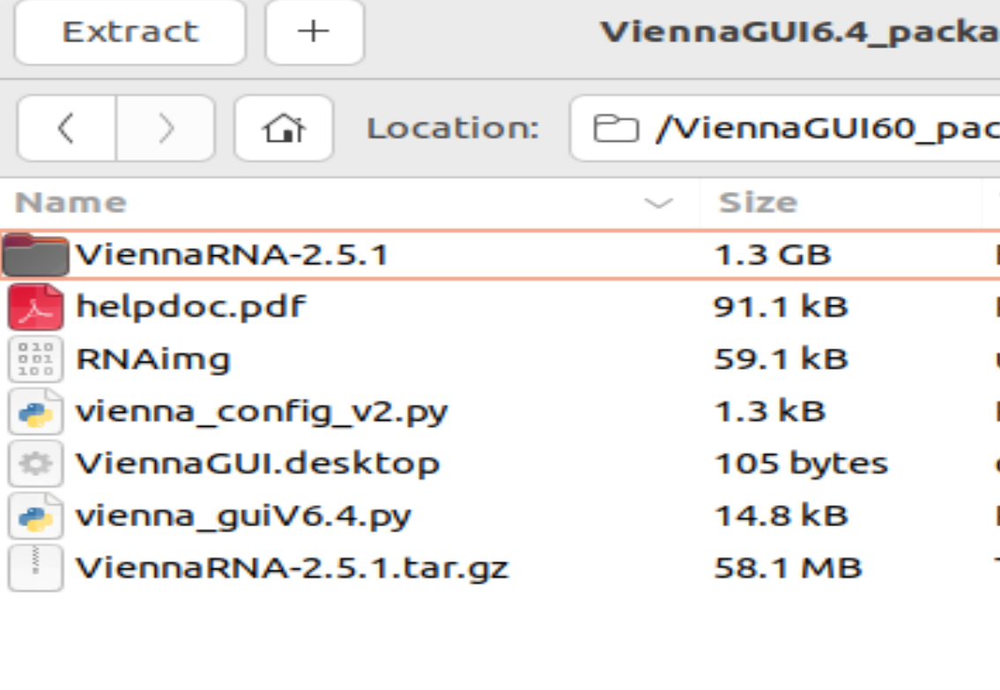 Extract + ViennaGUI6.4_packa
Location: /ViennaGUI60_pac
Name Size
ViennaRNA-2.5.1 1.3 GB
helpdoc.pdf 91.1 kB
RNAimg 59.1 kB
vienna_config_v2.py 1.3 kB
ViennaGUI.desktop 105 bytes
vienna_guiV6.4.py 14.8 kB
ViennaRNA-2.5.1.tar.gz 58.1 MB